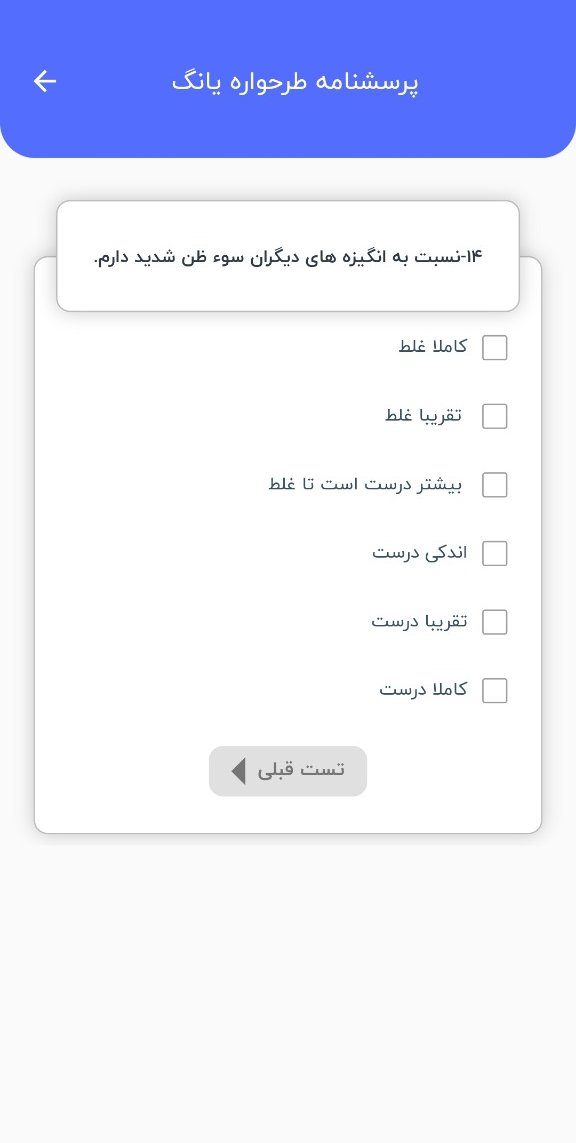 پرسشنامه طرحواره یانگ
۱۴-نسبت به انگیزه های دیگران سوء ظن شدید دارم.
کاملا غلط
تقریبا غلط
بیشتر درست است تا غلط
اندکی درست
تقریبا درست
کاملا درست
تست قبلی